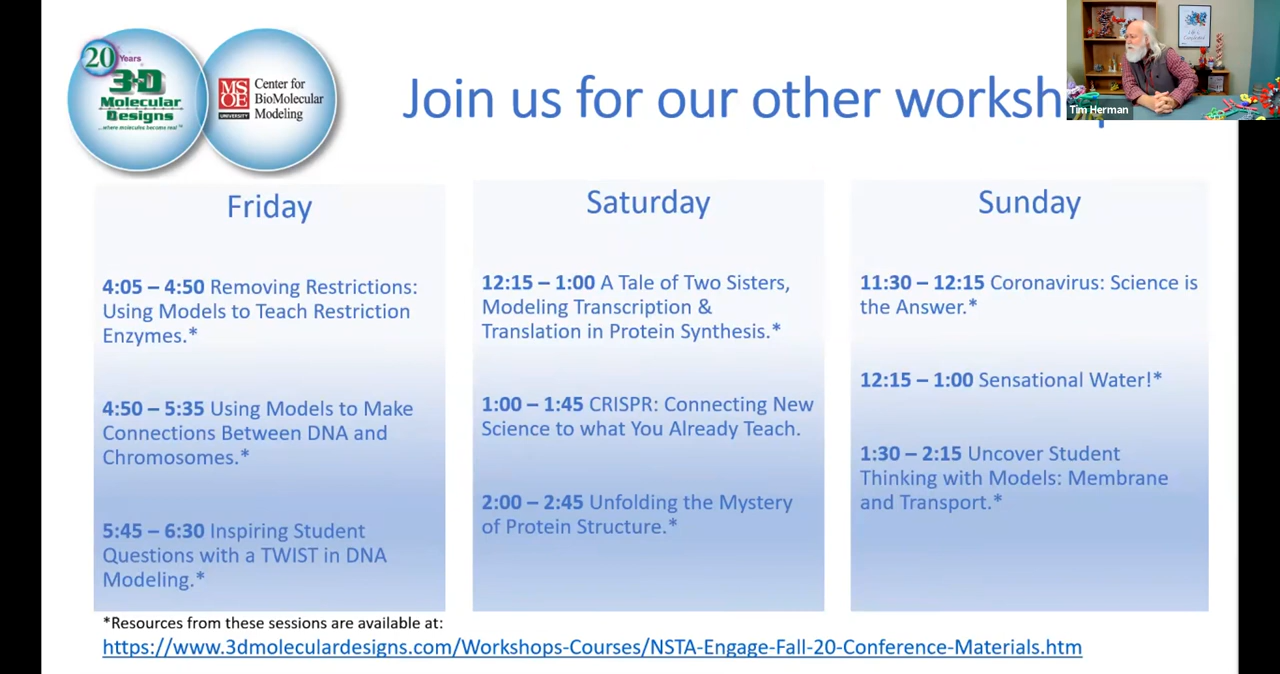 20 Years
3-D
Molecular
Designs
...where molecules become real™
MSOE
UNIVERSITY
Center for
BioMolecular
Modeling
Join us for our other
Tim Herman
Friday
4:05 – 4:50 Removing Restrictions:
Using Models to Teach Restriction
Enzymes.*
4:50 – 5:35 Using Models to Make
Connections Between DNA and
Chromosomes.*
5:45 – 6:30 Inspiring Student
Questions with a TWIST in DNA
Modeling.*
Saturday
12:15 – 1:00 A Tale of Two Sisters,
Modeling Transcription &
Translation in Protein Synthesis.*
1:00 – 1:45 CRISPR: Connecting New
Science to what You Already Teach.
2:00 – 2:45 Unfolding the Mystery
of Protein Structure.*
Sunday
11:30 – 12:15 Coronavirus: Science is
the Answer.*
12:15 – 1:00 Sensational Water!*
1:30 – 2:15 Uncover Student
Thinking with Models: Membrane
and Transport.*
*Resources from these sessions are available at:
https://www.3dmoleculardesigns.com/Workshops-Courses/NSTA-Engage-Fall-20-Conference-Materials.htm